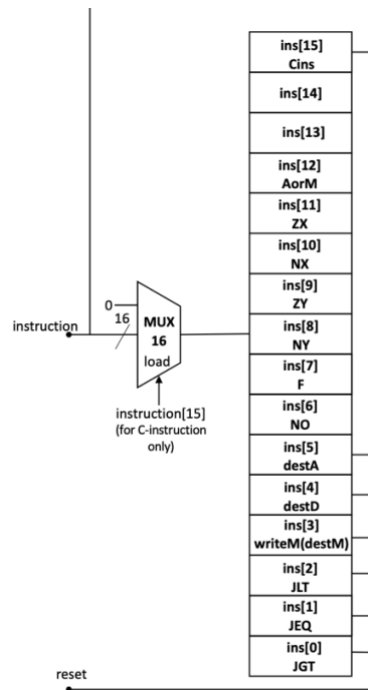 ins[15]
Cins
ins[14]
ins[13]
ins[12]
AorM
ins[11]
ZX
ins[10]
NX
ins[9]
ZY
ins[8]
NY
ins[7]
F
ins[6]
NO
ins[5]
destA
ins[4]
destD
ins[3]
writeM(destM)
ins[2]
JLT
ins[1]
JEQ
ins[0]
JGT
0
16
instruction
MUX
16
load
instruction[15]
(for C-instruction
only)
reset